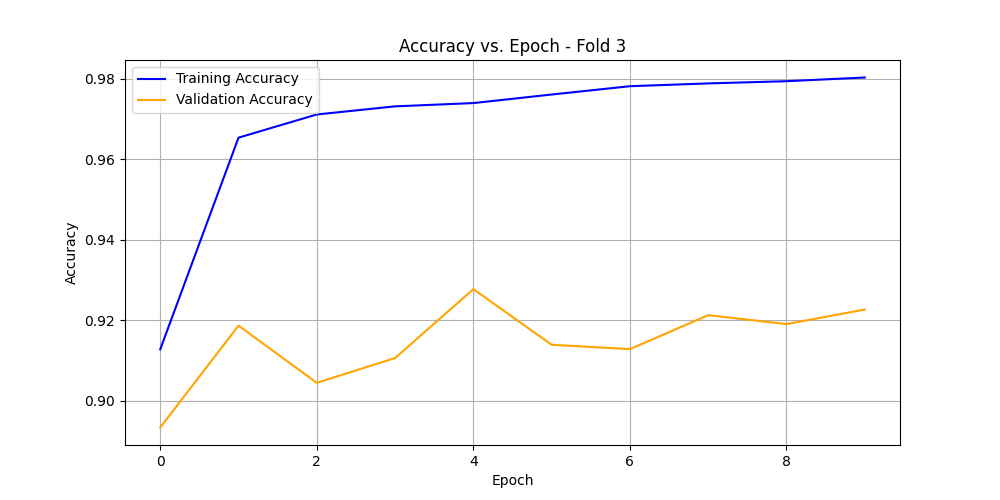 Accuracy vs. Epoch - Fold 3
Training Accuracy
Validation Accuracy
0.98
0.96
0.94
0.92
0.90
Accuracy
0 2 4 6 8
Epoch